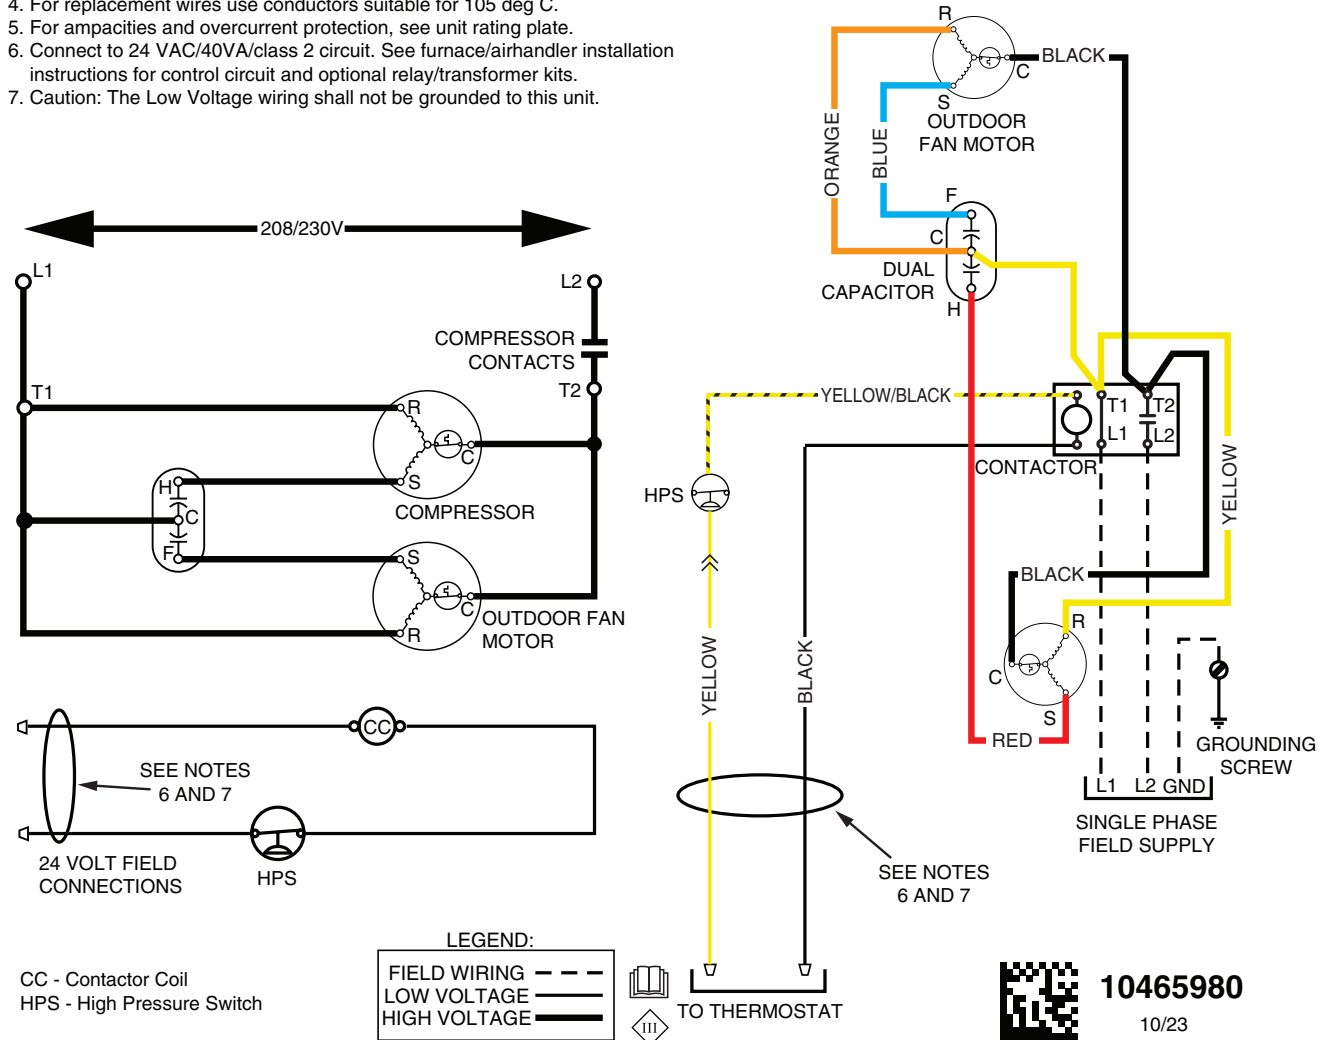 4. For replacement wires use conductors suitable for 105 deg C.
5. For ampacities and overcurrent protection, see unit rating plate.
6. Connect to 24 VAC/40VA/class 2 circuit. See furnace/airhandler installation
instructions for control circuit and optional relay/transformer kits.
7. Caution: The Low Voltage wiring shall not be grounded to this unit.
208/230V
L1
L2
COMPRESSOR
CONTACTS
T1
T2
R
C
S
COMPRESSOR
H
C
F
S
C
R
OUTDOOR FAN
MOTOR
CC
SEE NOTES
6 AND 7
24 VOLT FIELD
CONNECTIONS
HPS
R
C
S
BLACK
OUTDOOR
FAN MOTOR
ORANGE
BLUE
F
C
H
DUAL
CAPACITOR
YELLOW/BLACK
T1
T2
L1
L2
CONTACTOR
HPS
YELLOW
BLACK
R
C
S
RED
YELLOW
BLACK
GROUNDING
SCREW
L1 L2 GND
SINGLE PHASE
FIELD SUPPLY
SEE NOTES
6 AND 7
TO THERMOSTAT
CC - Contactor Coil
HPS - High Pressure Switch
LEGEND:
FIELD WIRING
LOW VOLTAGE
HIGH VOLTAGE
III
10465980
10/23